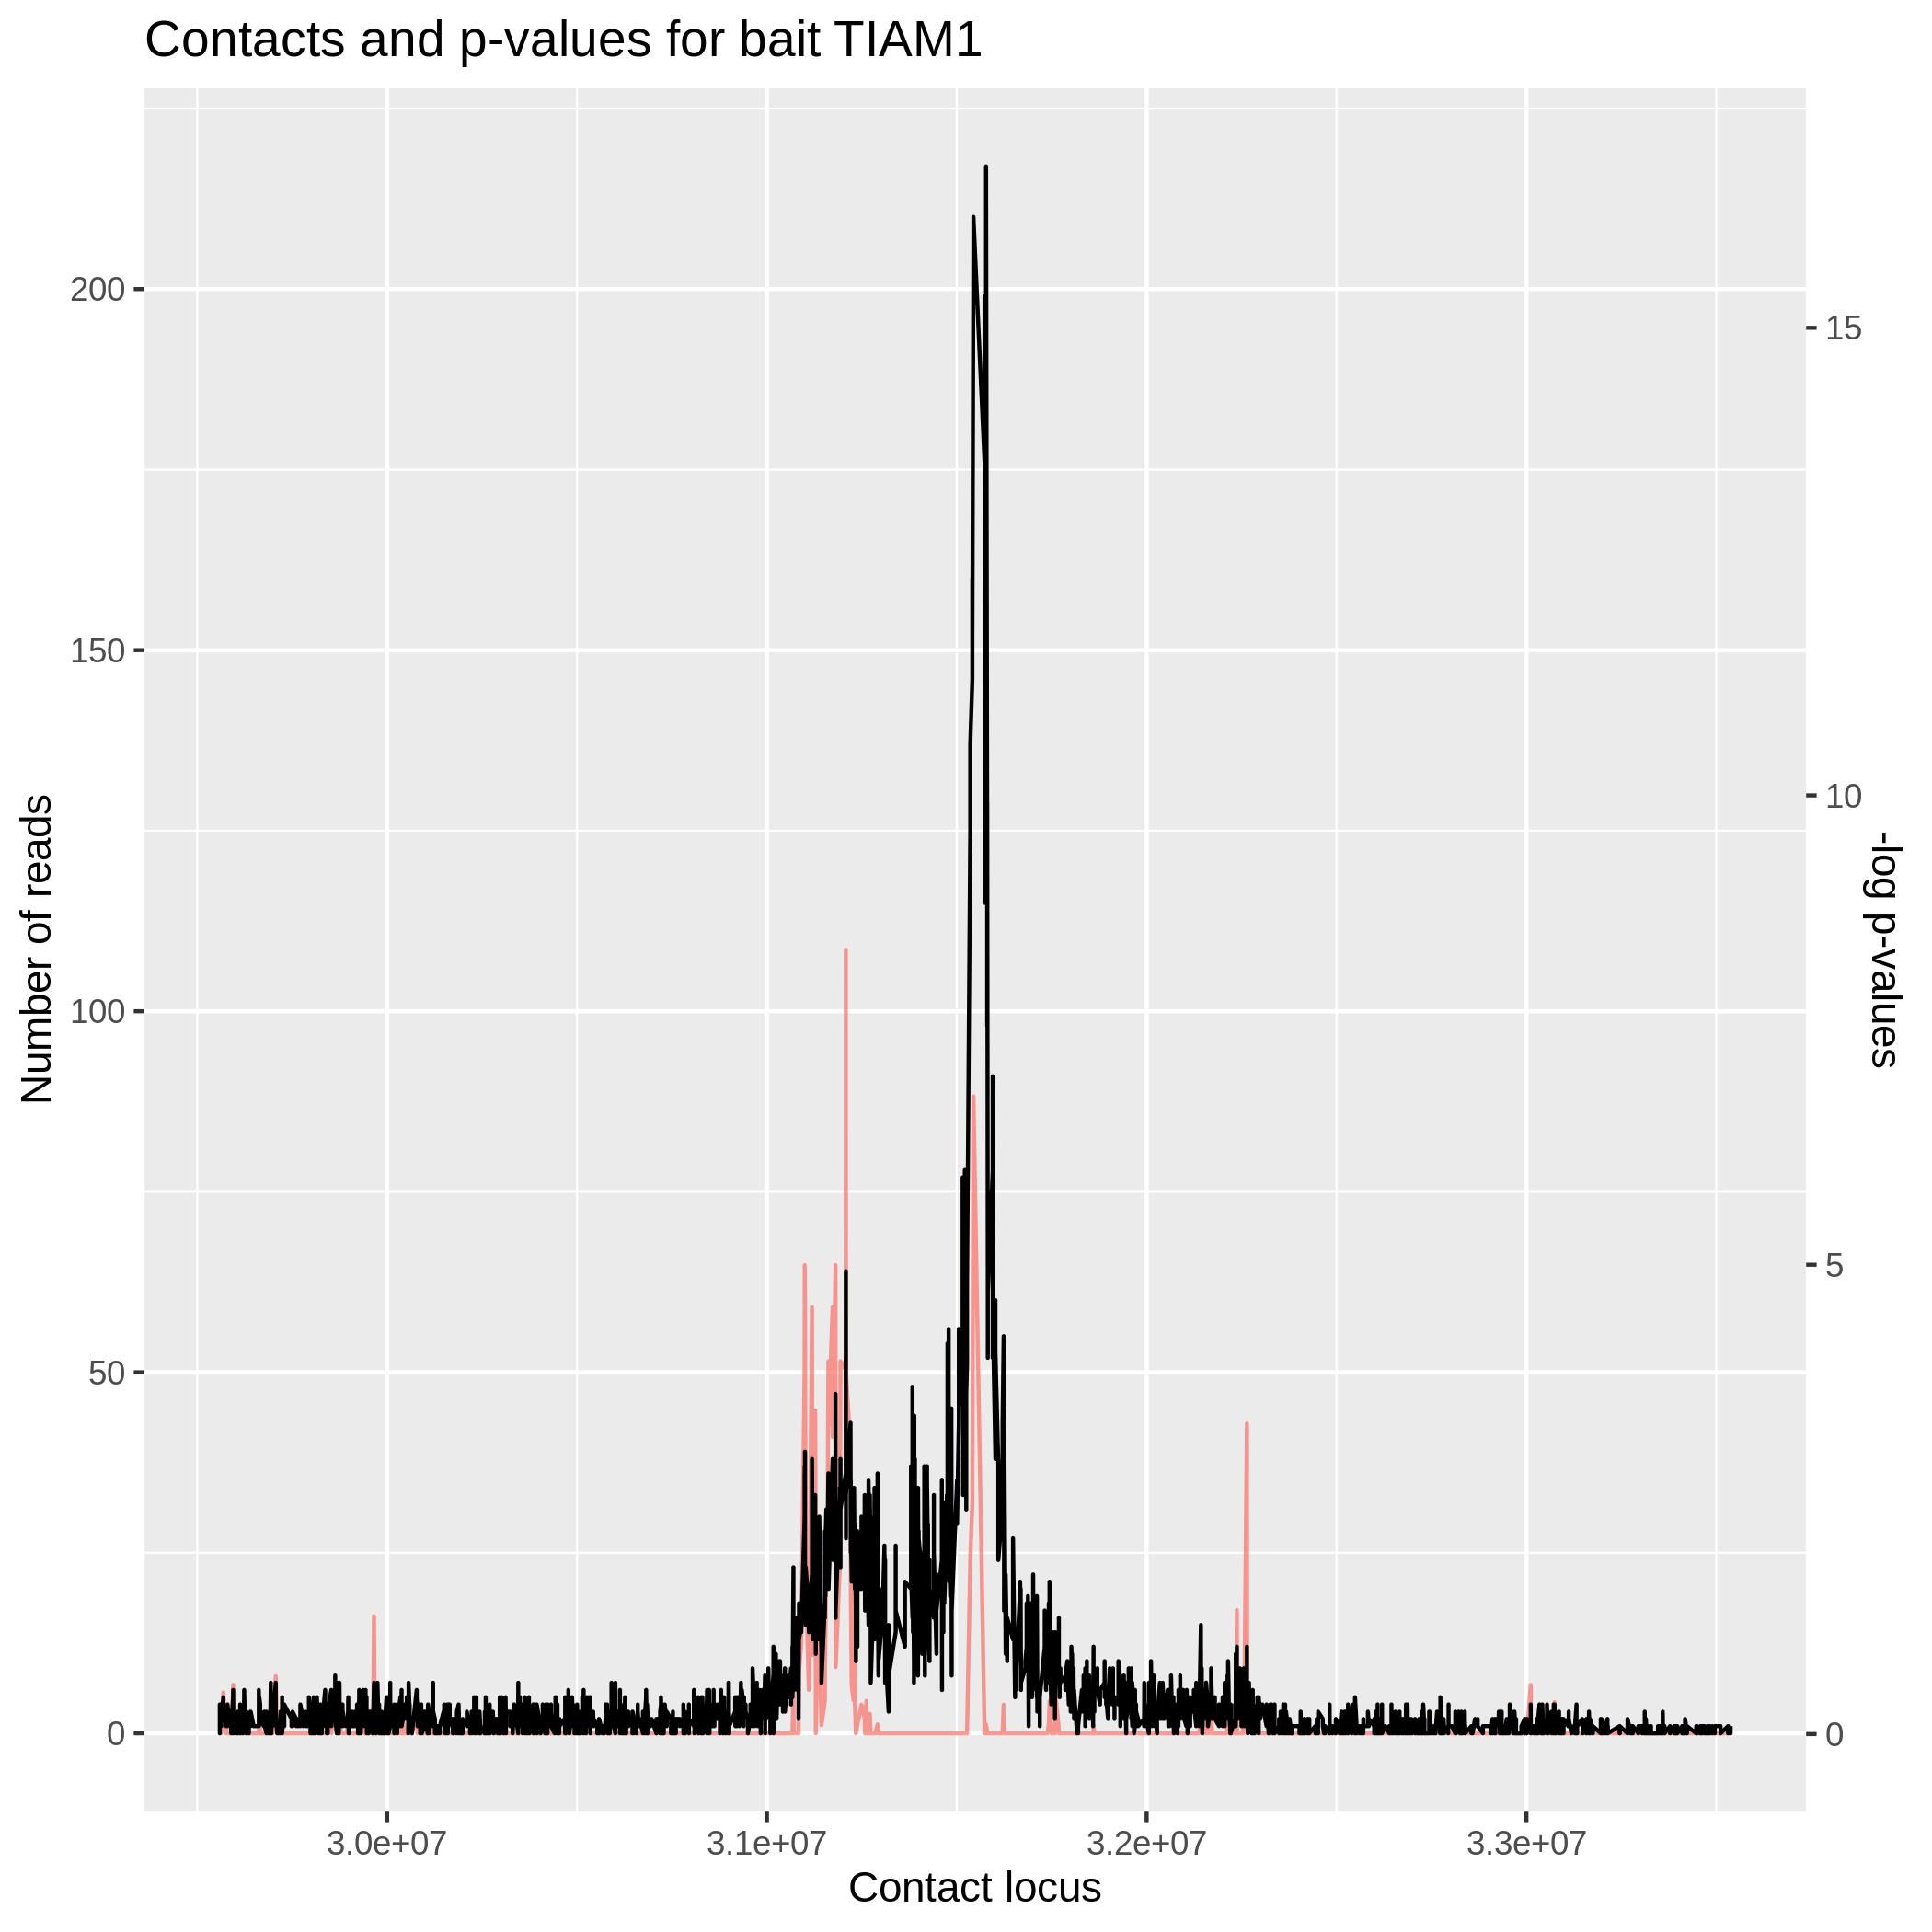 Contacts and p-values for bait TIAM1
Number of reads
200
150
100
50
0
15
10
5
0
-log p-values
3.0e+07
3.1e+07
3.2e+07
3.3e+07
Contact locus